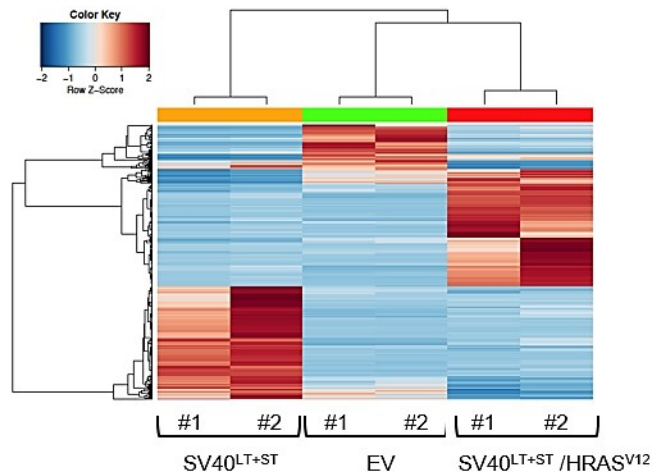 Color Key
-2 -1 0 1 2
Row Z-Score
#1 #2 #1 #2 #1 #2
SV40LT+ST EV SV40LT+ST /HRASV12